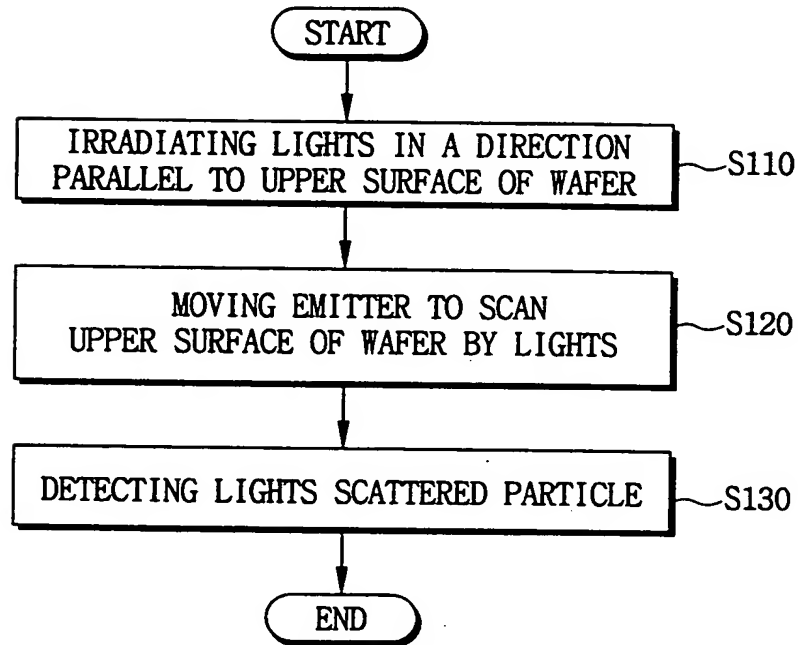 START
IRRADIATING LIGHTS IN A DIRECTION
PARALLEL TO UPPER SURFACE OF WAFER
S110
MOVING EMITTER TO SCAN
UPPER SURFACE OF WAFER BY LIGHTS
S120
DETECTING LIGHTS SCATTERED PARTICLE
S130
END